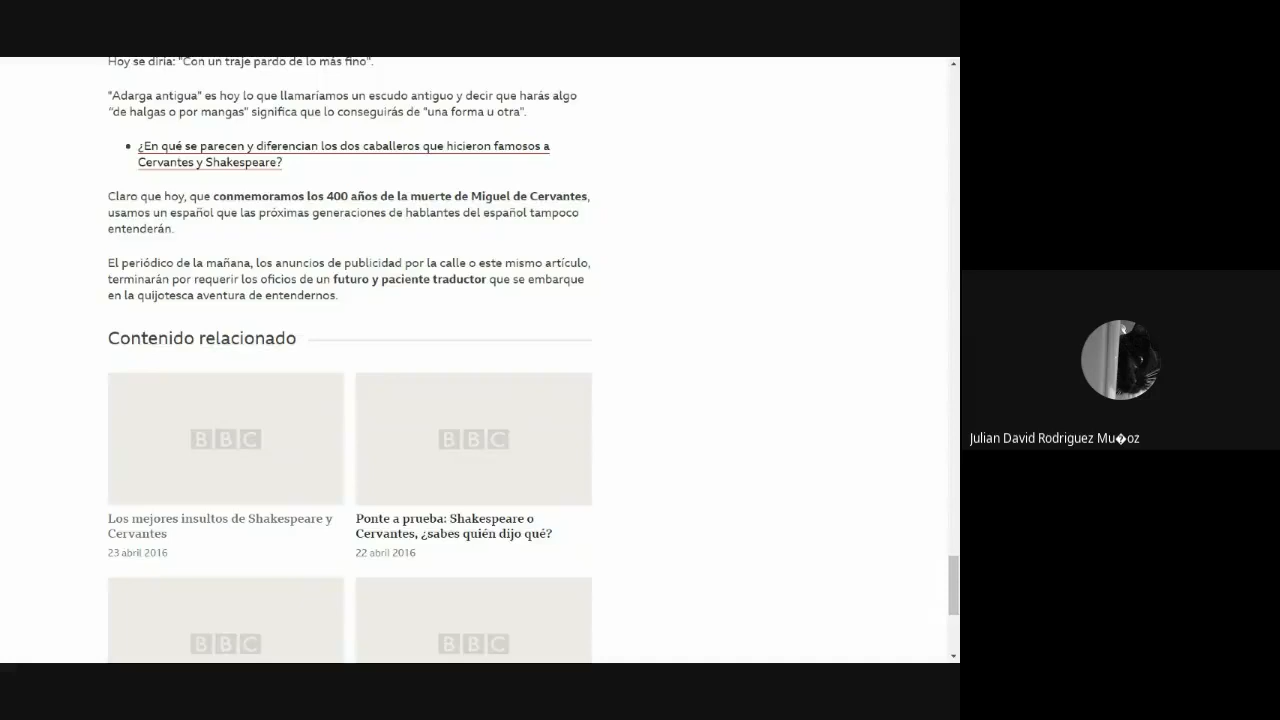 Hoy se diría: "Con un traje pardo de lo más fino".
"Adarga antigua" es hoy lo que llamaríamos un escudo antiguo y decir que harás algo
"de halgas o por mangas" significa que lo conseguirás de "una forma u otra".
• ¿En qué se parecen y diferencian los dos caballeros que hicieron famosos a
Cervantes y Shakespeare?
Claro que hoy, que conmemoramos los 400 años de la muerte de Miguel de Cervantes,
usamos un español que las próximas generaciones de hablantes del español tampoco
entenderán.
El periódico de la mañana, los anuncios de publicidad por la calle o este mismo artículo,
terminarán por requerir los oficios de un futuro y paciente traductor que se embarque
en la quijotesca aventura de entendernos.
Contenido relacionado
BBC
BBC
Los mejores insultos de Shakespeare y
Cervantes
23 abril 2016
Ponte a prueba: Shakespeare o
Cervantes, ¿sabes quién dijo qué?
22 abril 2016
BBC
BBC
Julian David Rodriguez Mu�oz